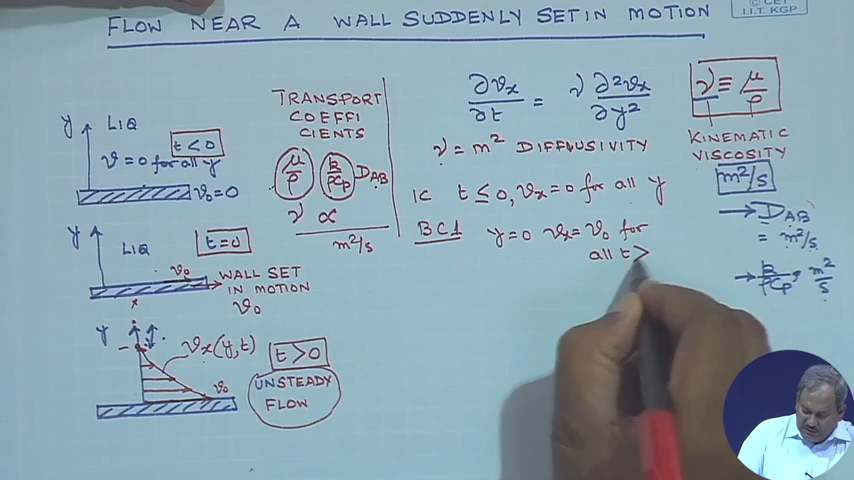 FLOW NEAR A WALL SUDDENLY SET IN MOTION
© CET
I.I.T. KGP
y
LIQ
t<0
v=0 for all y
v₀=0
y
LIQ
t=0
v₀
WALL SET
IN MOTION
v₀
y
vₓ(y,t)
t>0
v₀
UNSTEADY
FLOW
TRANSPORT
COEFFI
CIENTS
μ/ρ k/ρCp D_AB
ν α
m²/s
∂vₓ/∂t = ν ∂²vₓ/∂y²
ν = m² DIFFUSIVITY
IC t≤0, vₓ=0 for all y
BC1 y=0 vₓ=v₀ for
all t>
ν ≡ μ/ρ
KINEMATIC
VISCOSITY
m²/s
→ D_AB
= m²/s
→ k/ρCp, m²/s